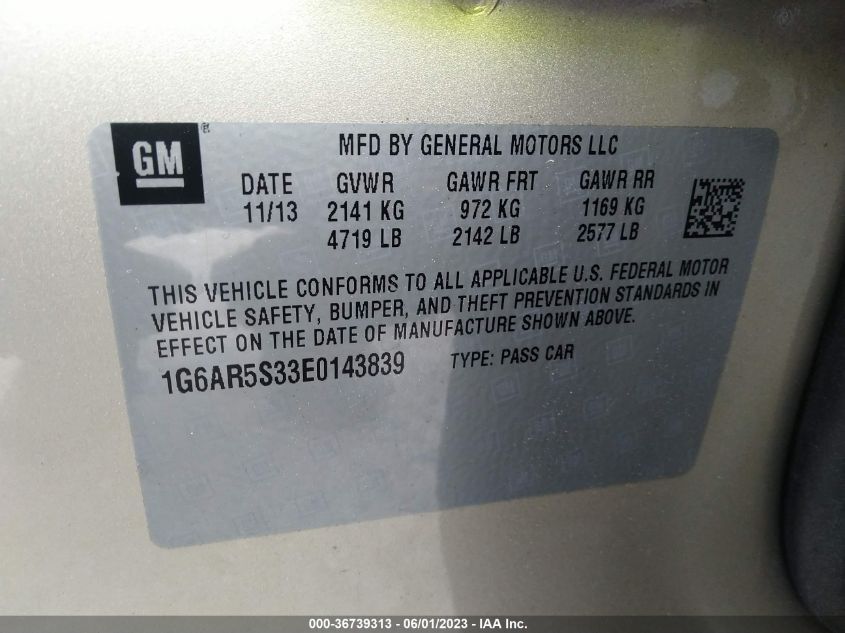 GM
MFD BY GENERAL MOTORS LLC
DATE GVWR GAWR FRT GAWR RR
11/13 2141 KG 972 KG 1169 KG
4719 LB 2142 LB 2577 LB
THIS VEHICLE CONFORMS TO ALL APPLICABLE U.S. FEDERAL MOTOR
VEHICLE SAFETY, BUMPER, AND THEFT PREVENTION STANDARDS IN
EFFECT ON THE DATE OF MANUFACTURE SHOWN ABOVE.
1G6AR5S33E0143839 TYPE: PASS CAR
000-36739313 - 06/01/2023 - IAA Inc.